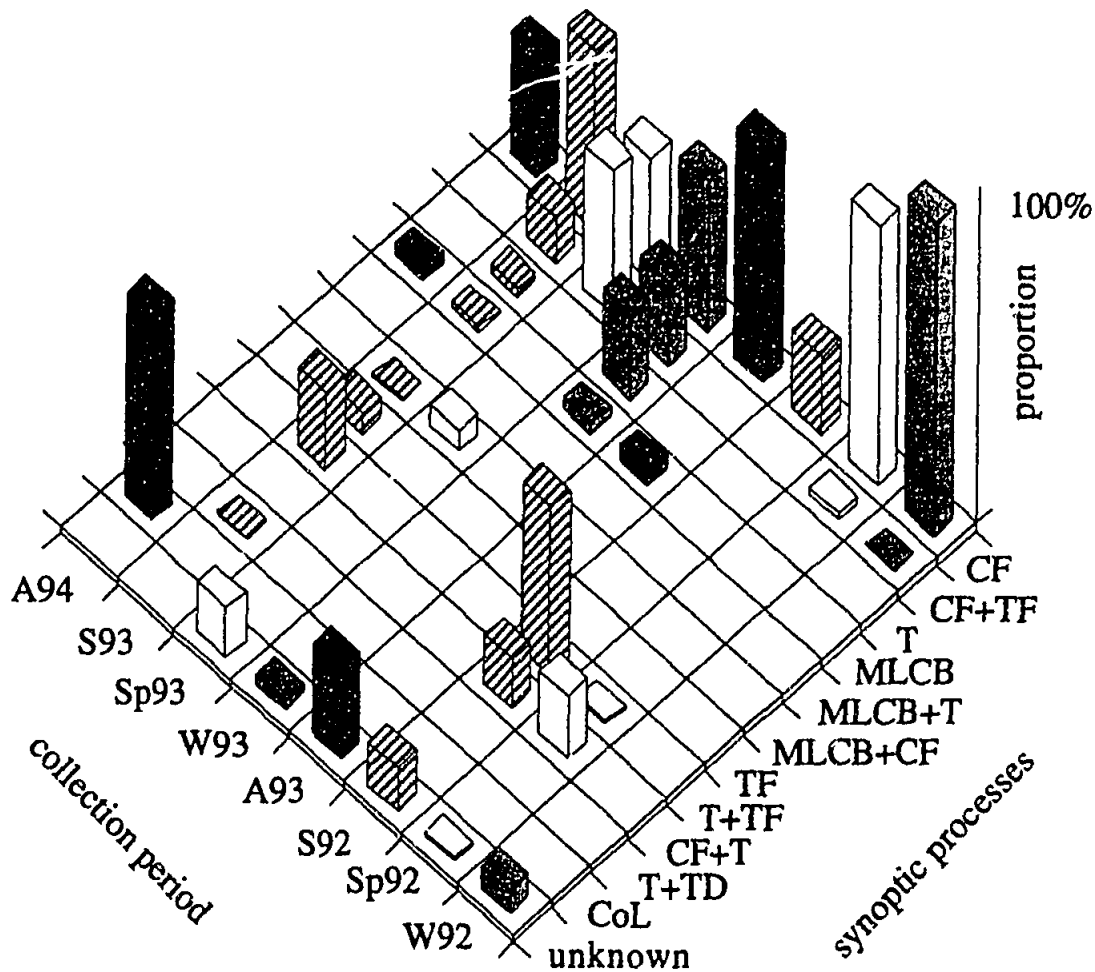 100%
proportion
A94
S93
Sp93
W93
A93
S92
Sp92
W92
collection period
CF
CF+TF
T
MLCB
MLCB+T
MLCB+CF
TF
T+TF
CF+T
T+TD
CoL
unknown
synoptic processes